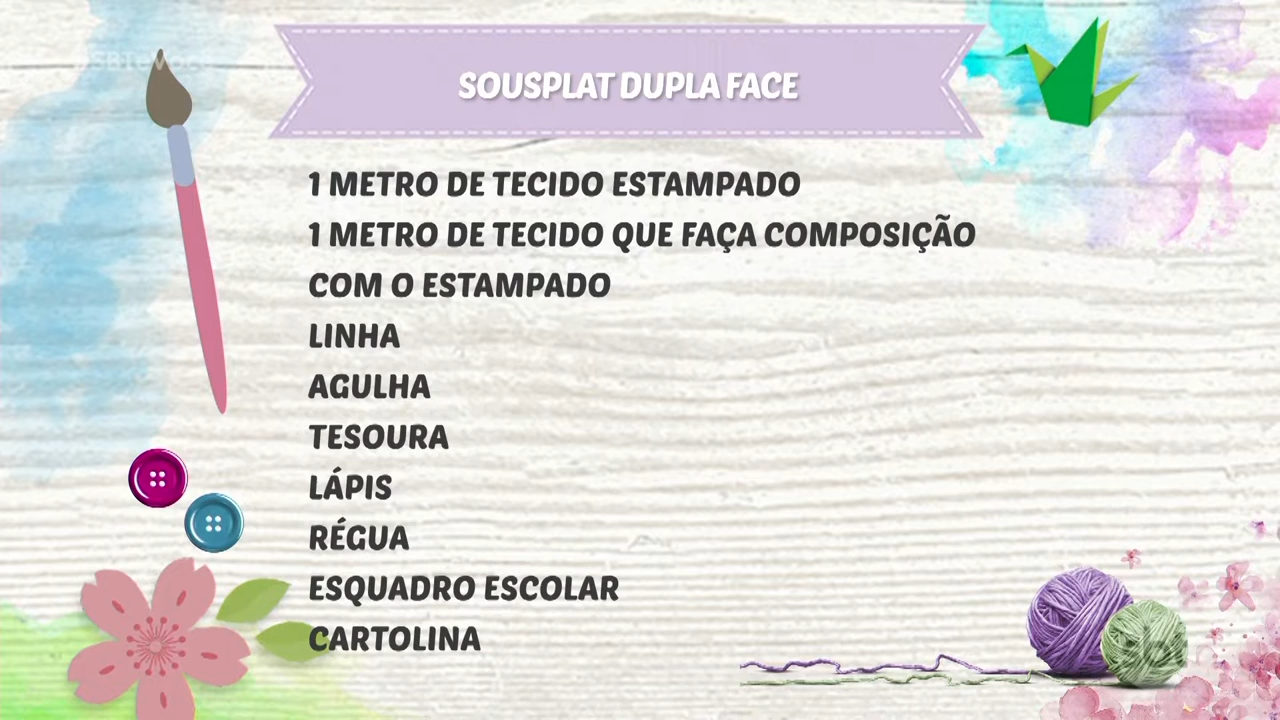 SOUSPLAT DUPLA FACE
1 METRO DE TECIDO ESTAMPADO
1 METRO DE TECIDO QUE FAÇA COMPOSIÇÃO
COM O ESTAMPADO
LINHA
AGULHA
TESOURA
LÁPIS
RÉGUA
ESQUADRO ESCOLAR
CARTOLINA